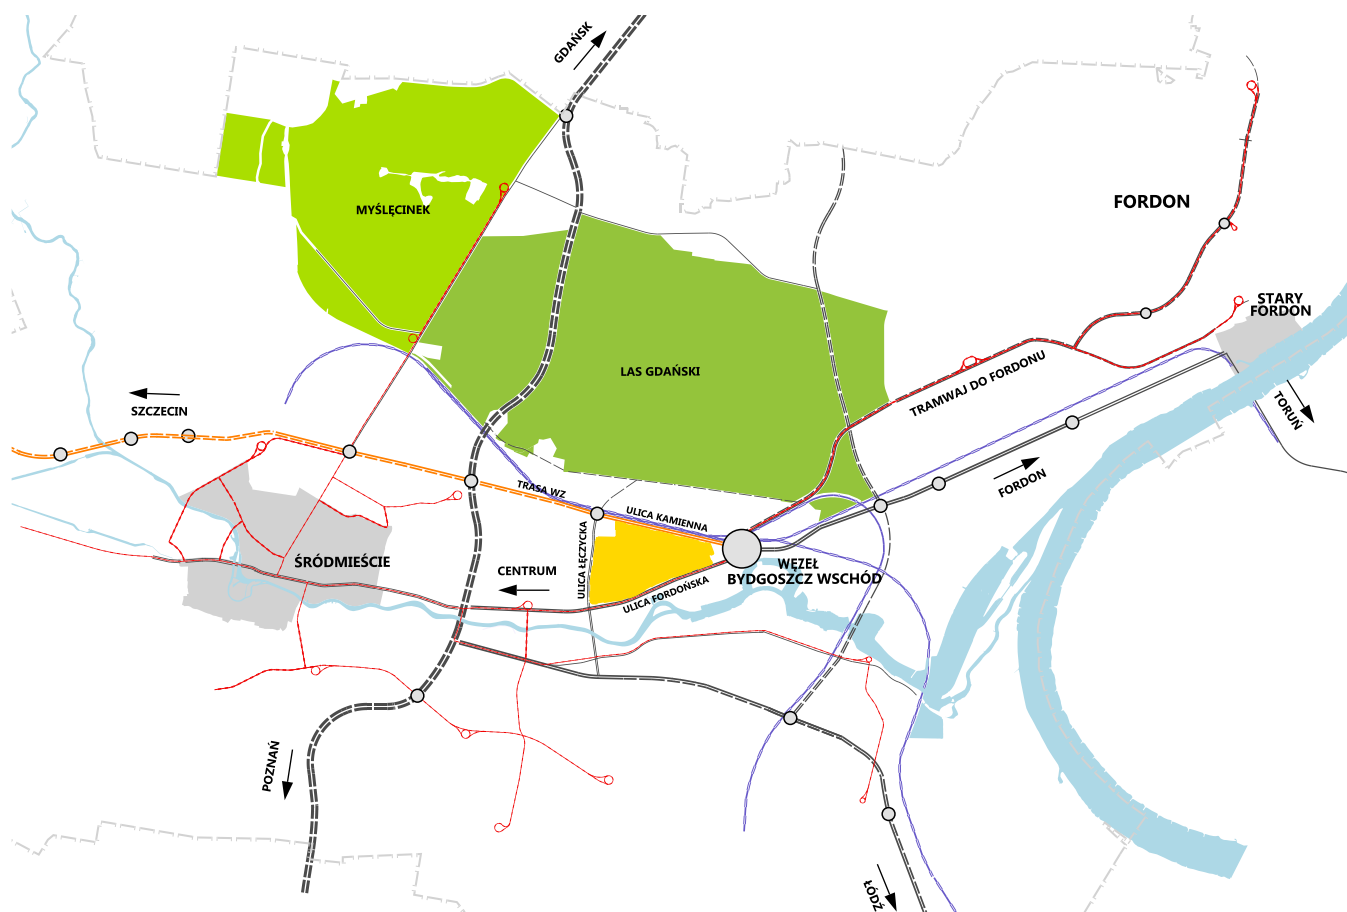 GDAŃSK
MYŚLĘCINEK
FORDON
STARY
FORDON
LAS GDAŃSKI
TRAMWAJ DO FORDONU
SZCZECIN
TORUŃ
TRASA WZ
FORDON
ULICA KAMIENNA
ULICA ŁĘCZYCKA
ŚRÓDMIEŚCIE
CENTRUM
WĘZEŁ
BYDGOSZCZ WSCHÓD
ULICA FORDOŃSKA
POZNAŃ
ŁÓDŹ